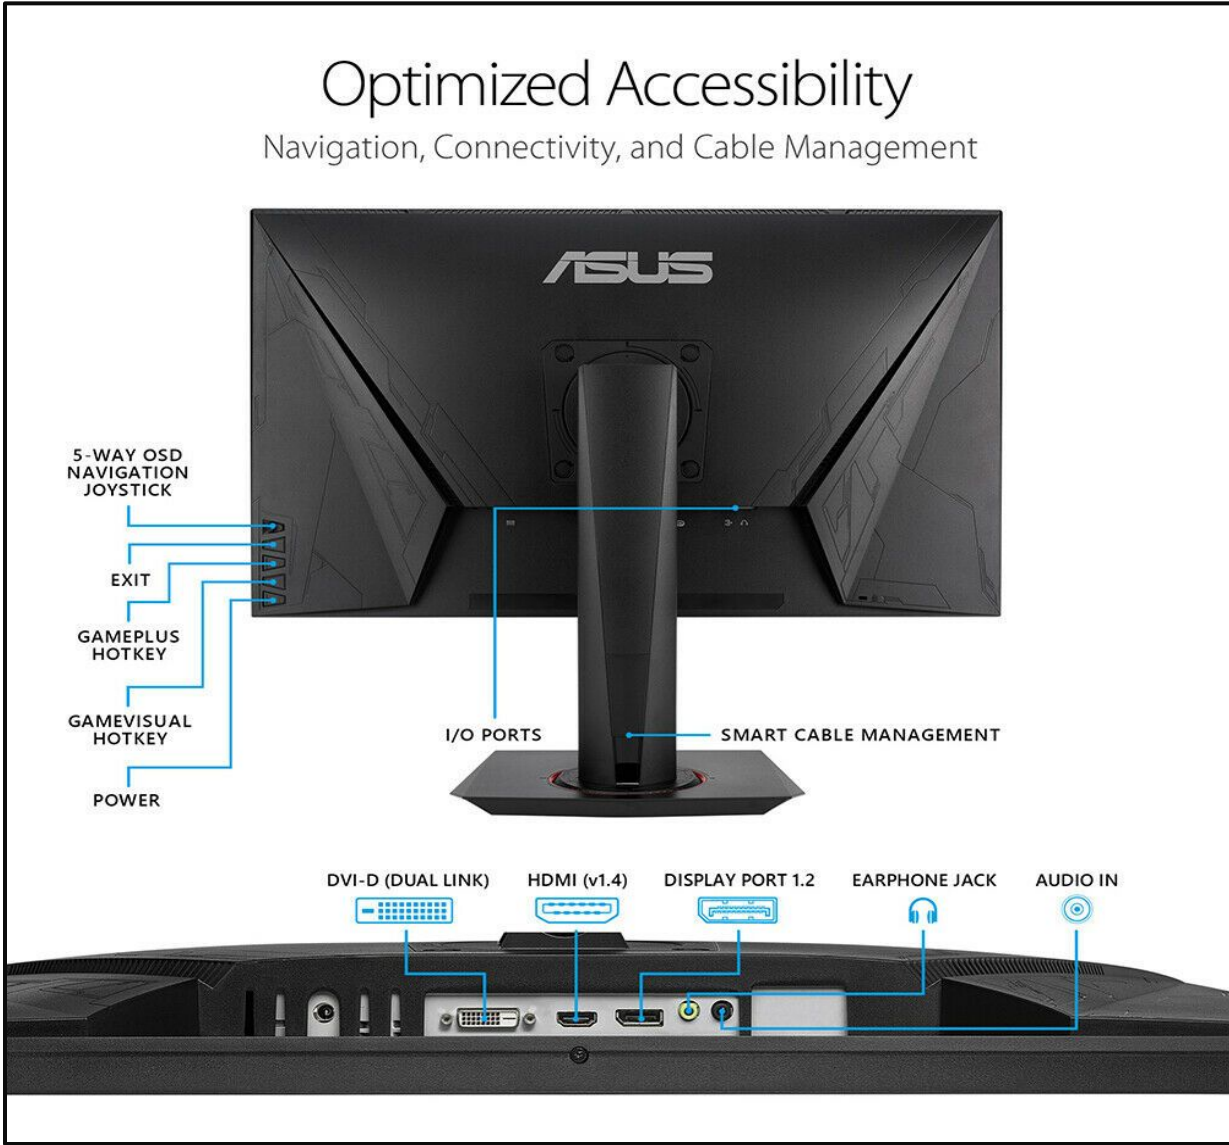 Optimized Accessibility
Navigation, Connectivity, and Cable Management
ASUS
5-WAY OSD
NAVIGATION
JOYSTICK
EXIT
GAMEPLUS
HOTKEY
GAMEVISUAL
HOTKEY
POWER
I/O PORTS
SMART CABLE MANAGEMENT
DVI-D (DUAL LINK)
HDMI (v1.4)
DISPLAY PORT 1.2
EARPHONE JACK
AUDIO IN